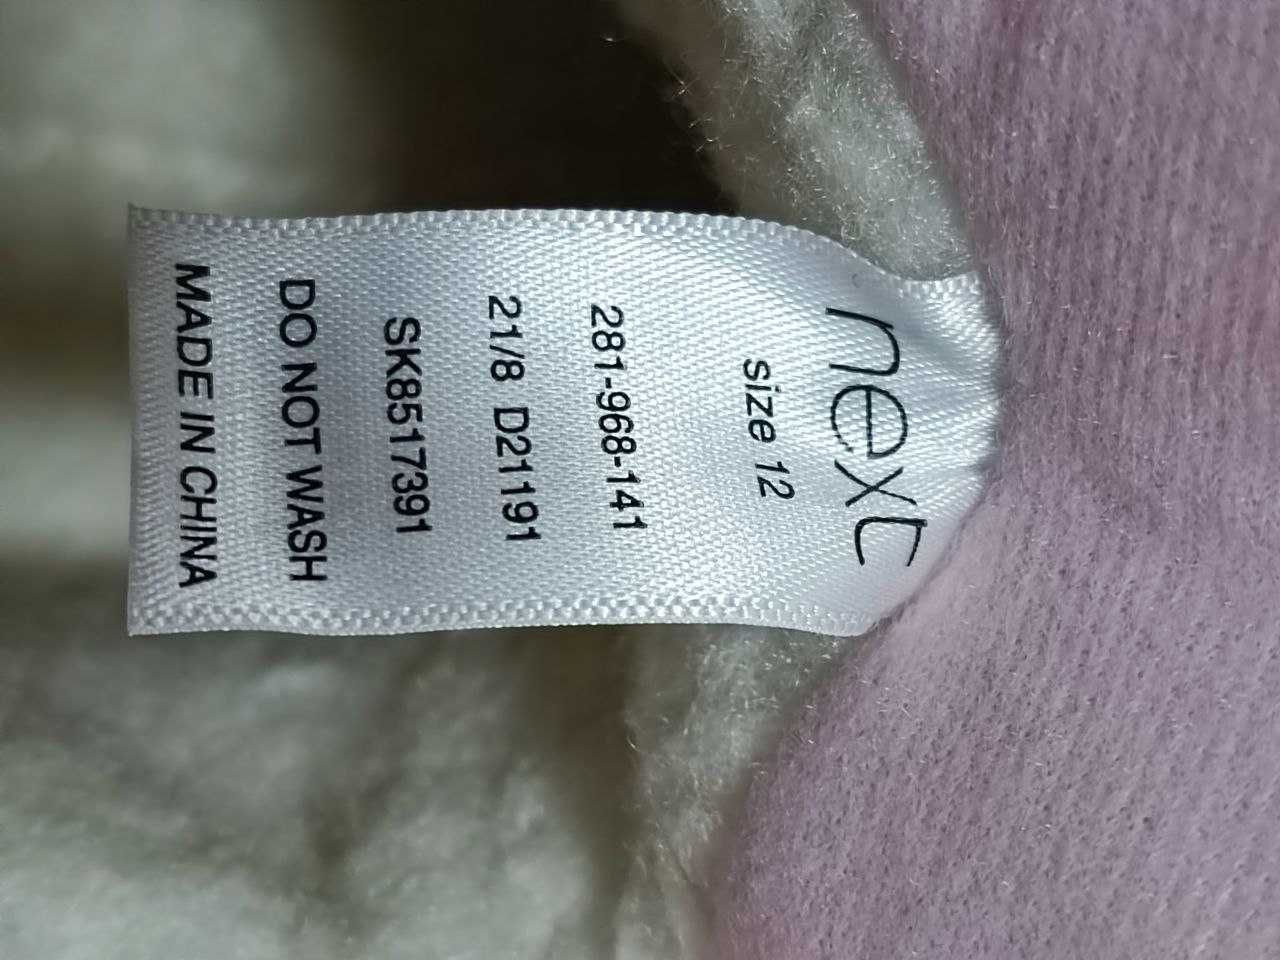 next
size 12
281-968-141
21/8 D21191
SK8517391
DO NOT WASH
MADE IN CHINA